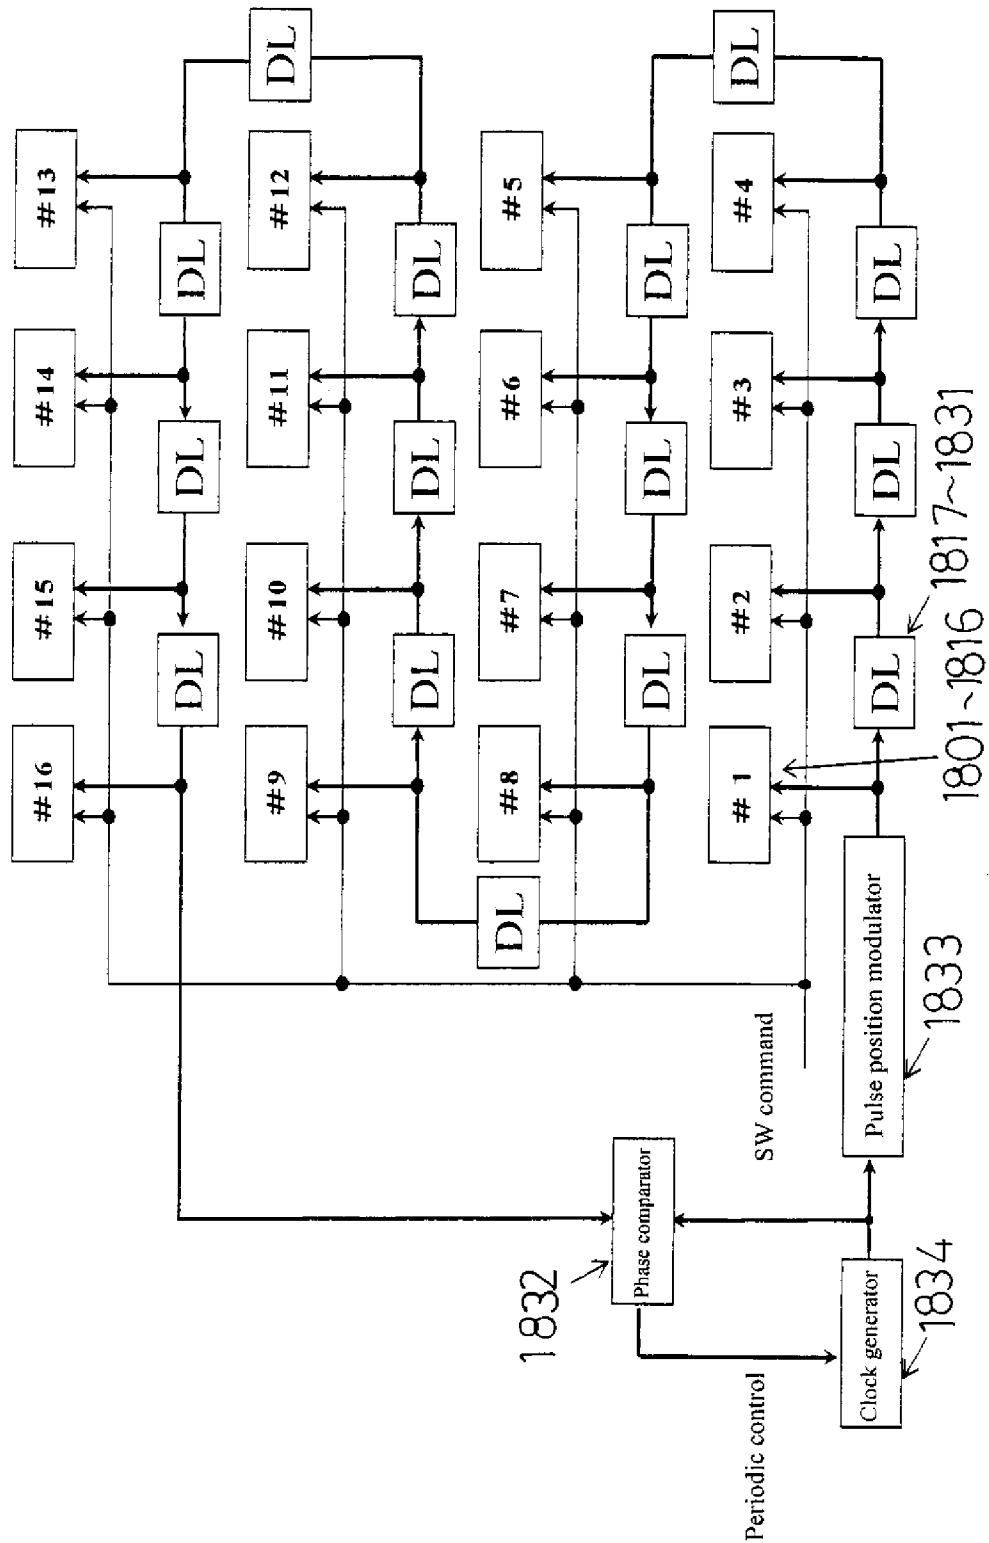 #16
#15
#14
#13
DL
DL
DL
DL
#9
#10
#11
#12
DL
DL
DL
DL
#8
#7
#6
#5
DL
DL
DL
DL
# 1
#2
#3
#4
DL
DL
DL
1801~1816
1817~1831
SW command
Pulse position modulator
1833
1832
Phase comparator
Periodic control
Clock generator
1834